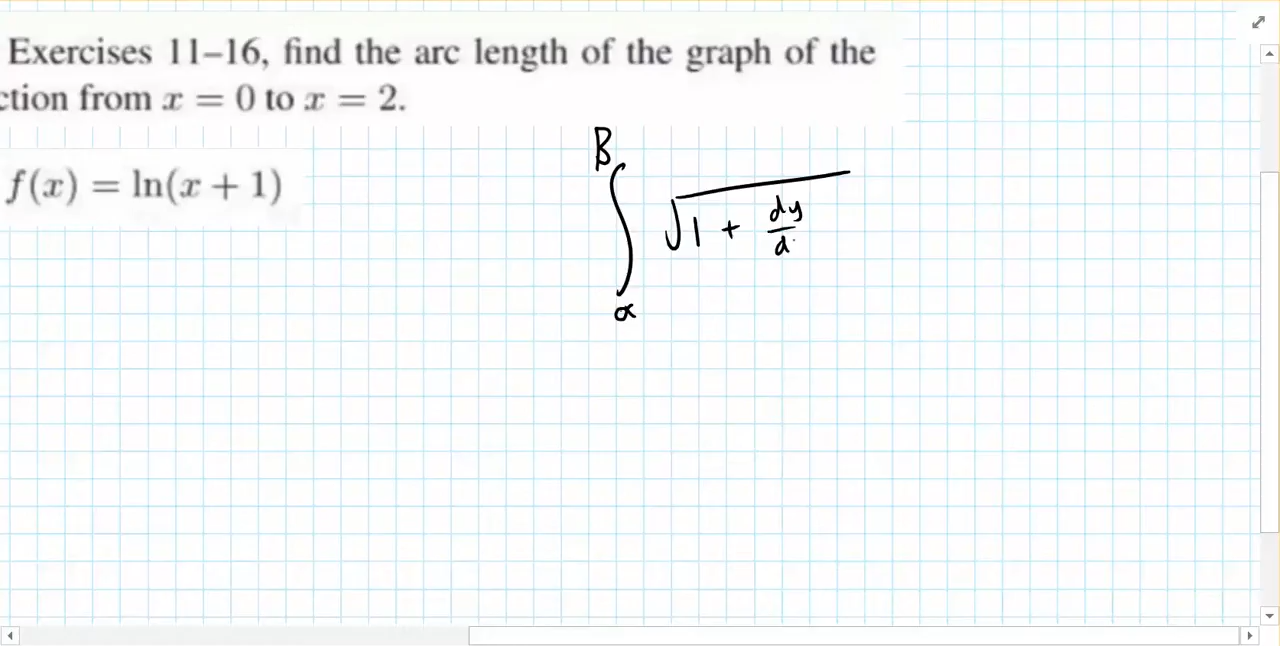 Exercises 11–16, find the arc length of the graph of the
ction from x = 0 to x = 2.
f(x) = ln(x + 1)
∫_α^B √(1 + dy/d)